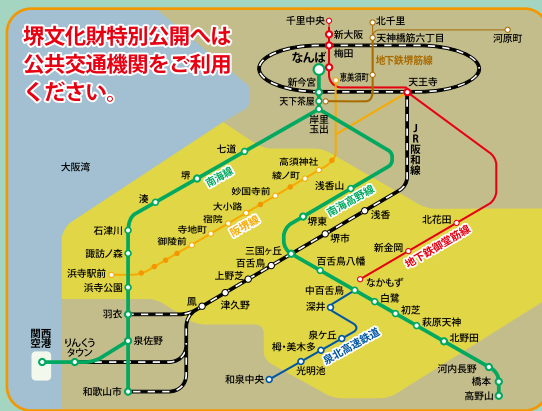 堺文化財特別公開へは
公共交通機関をご利用
ください。
千里中央
北千里
新大阪
天神橋筋六丁目
河原町
梅田
なんば
地下鉄堺筋線
新今宮
恵美須町
天王寺
天下茶屋
岸里
玉出
JR阪和線
七道
大阪湾
高須神社
堺
南海線
綾ノ町
浅香山
妙国寺前
南海高野線
湊
大小路
浅香
宿院
阪堺線
堺東
北花田
石津川
寺地町
堺市
地下鉄御堂筋線
御陵前
諏訪ノ森
三国ヶ丘
新金岡
百舌鳥
百舌鳥八幡
浜寺駅前
上野芝
なかもず
浜寺公園
中百舌鳥
白鷺
鳳
津久野
深井
初芝
羽衣
萩原天神
関西
空港
りんくう
タウン
泉佐野
泉ケ丘
泉北高速鉄道
北野田
栂・美木多
光明池
河内長野
和歌山市
和泉中央
橋本
高野山